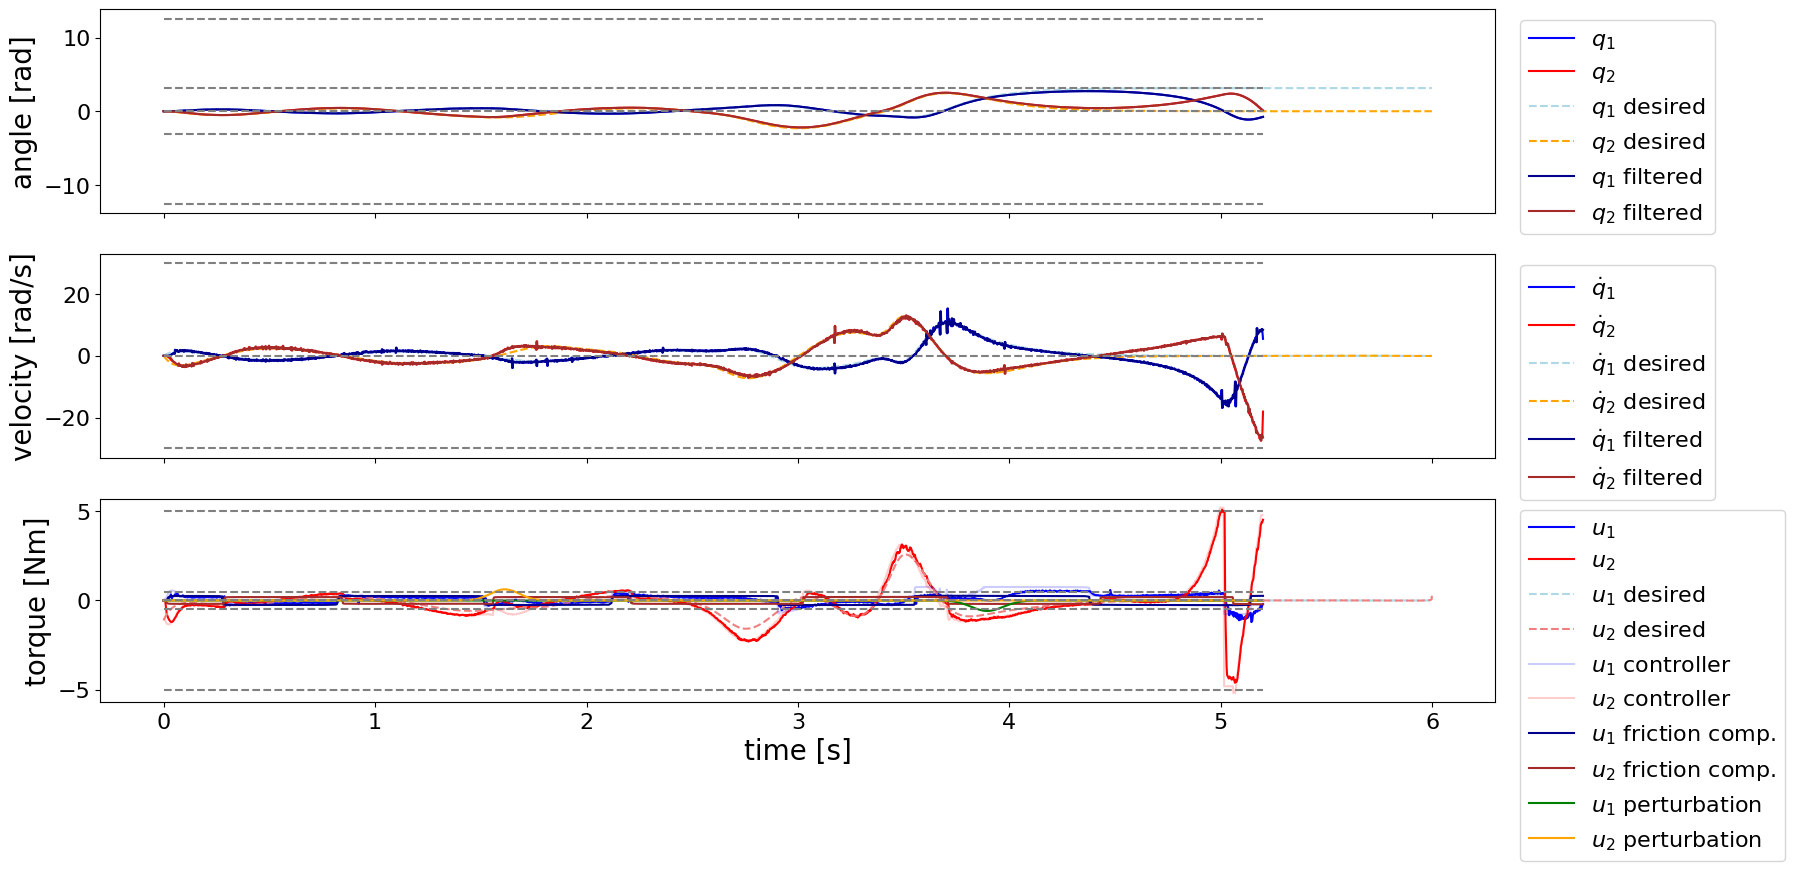 angle [rad]
10
0
−10
q₁
q₂
q₁ desired
q₂ desired
q₁ filtered
q₂ filtered
velocity [rad/s]
20
0
−20
q̇₁
q̇₂
q̇₁ desired
q̇₂ desired
q̇₁ filtered
q̇₂ filtered
torque [Nm]
5
0
−5
0 1 2 3 4 5 6
time [s]
u₁
u₂
u₁ desired
u₂ desired
u₁ controller
u₂ controller
u₁ friction comp.
u₂ friction comp.
u₁ perturbation
u₂ perturbation